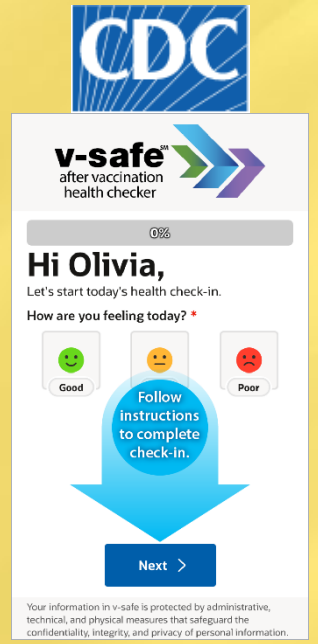 CDC
v-safe℠
after vaccination
health checker
0%
Hi Olivia,
Let's start today's health check-in.
How are you feeling today? *
Good
Poor
Follow
instructions
to complete
check-in.
Next
Your information in v-safe is protected by administrative,
technical, and physical measures that safeguard the
confidentiality, integrity, and privacy of personal information.